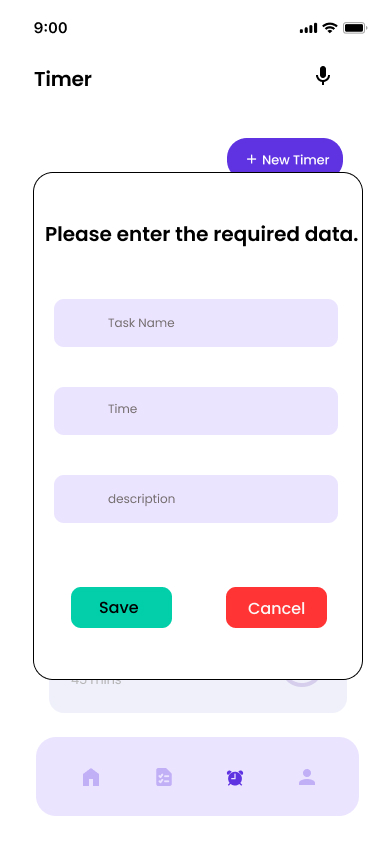 9:00
Timer
+ New Timer
Please enter the required data.
Task Name
Time
description
Save
Cancel
45 mins